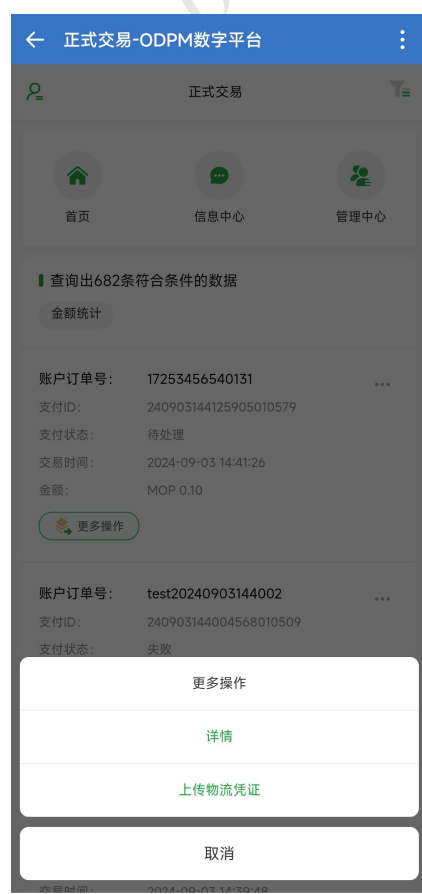 正式交易-ODPM数字平台
正式交易
首页
信息中心
管理中心
查询出682条符合条件的数据
金额统计
账户订单号: 17253456540131
支付ID: 240903144125905010579
支付状态: 待处理
交易时间: 2024-09-03 14:41:26
金额: MOP 0.10
更多操作
账户订单号: test20240903144002
支付ID: 240903144004568010509
支付状态: 失败
更多操作
详情
上传物流凭证
取消
交易时间: 2024-09-03 14:39:48